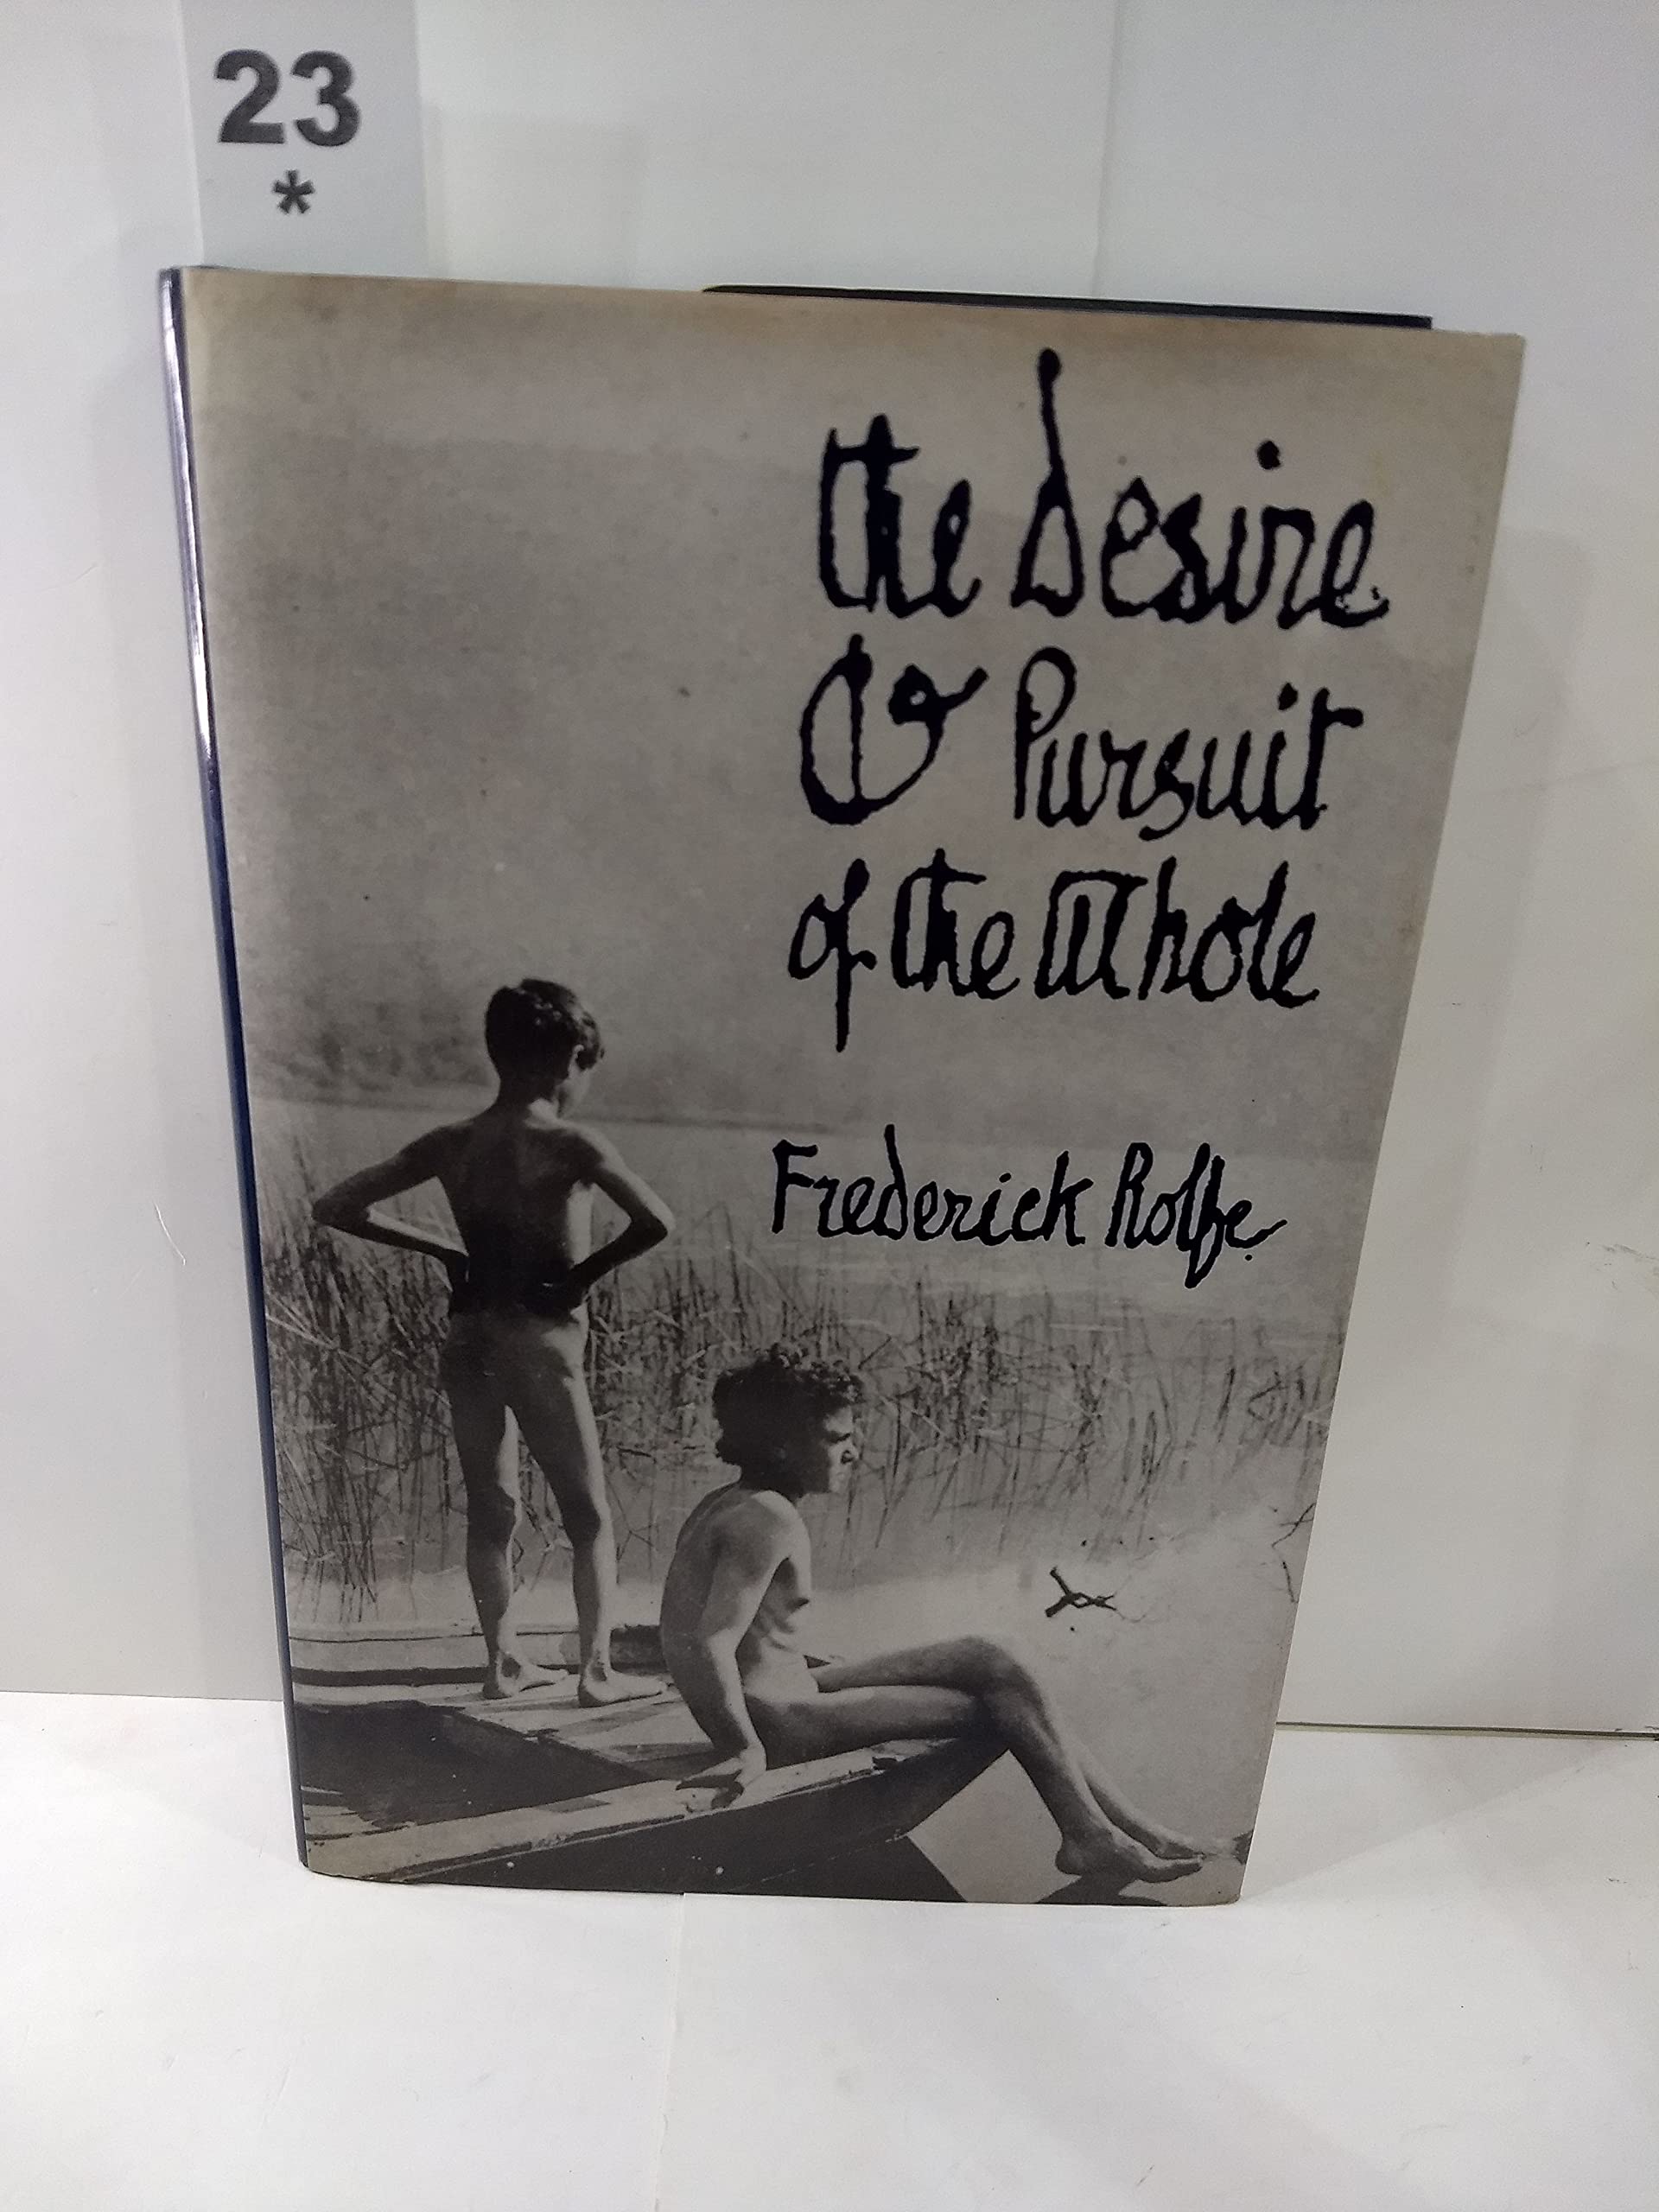 23
*
the desire
& Pursuit
of the Whole
Frederick Rolfe